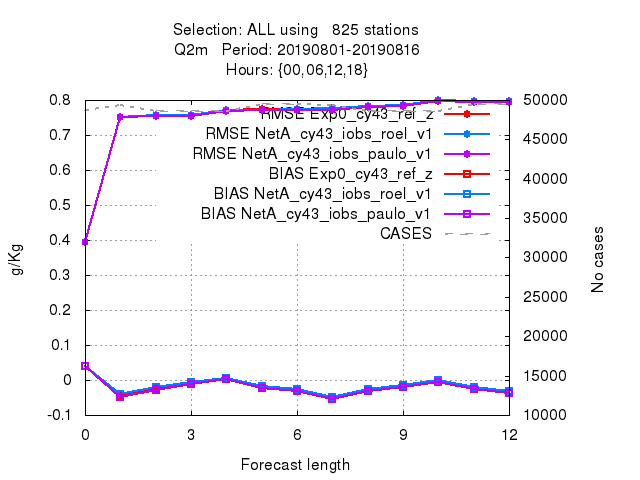 Selection: ALL using   825 stations
Q2m   Period: 20190801-20190816
Hours: {00,06,12,18}
0.8
0.7
0.6
0.5
0.4
0.3
0.2
0.1
0
-0.1
g/Kg
RMSE Exp0_cy43_ref_z
RMSE NetA_cy43_iobs_roel_v1
RMSE NetA_cy43_iobs_paulo_v1
BIAS Exp0_cy43_ref_z
BIAS NetA_cy43_iobs_roel_v1
BIAS NetA_cy43_iobs_paulo_v1
CASES
50000
45000
40000
35000
30000
25000
20000
15000
10000
No cases
0 3 6 9 12
Forecast length